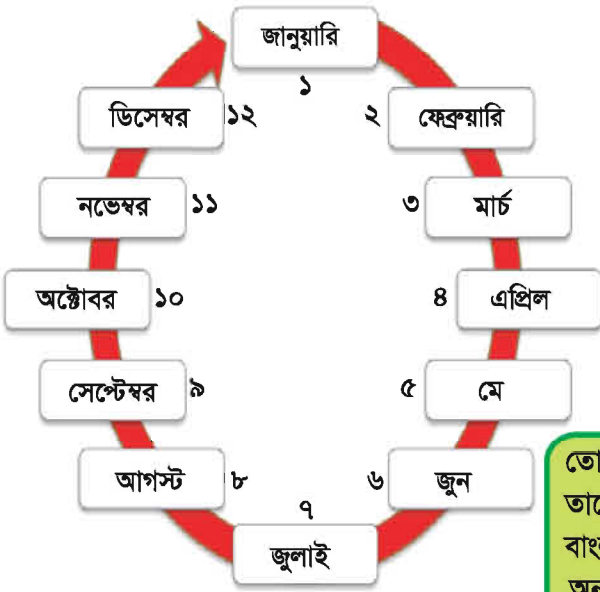 জানুয়ারি
১
ফেব্রুয়ারি
২
মার্চ
৩
এপ্রিল
৪
মে
৫
জুন
৬
জুলাই
৭
আগস্ট
৮
সেপ্টেম্বর
৯
অক্টোবর
১০
নভেম্বর
১১
ডিসেম্বর
১২